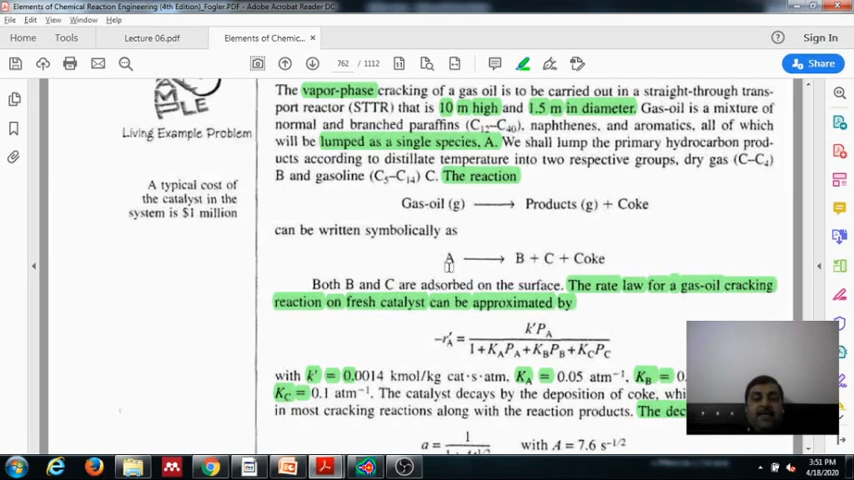 Elements of Chemical Reaction Engineering (4th Edition)_Fogler.PDF - Adobe Acrobat Reader DC
File Edit View Window Help
Home Tools Lecture 06.pdf Elements of Chemic... × Sign In
762 / 1112 Share
AMPLE
Living Example Problem
A typical cost of
the catalyst in the
system is $1 million
The vapor-phase cracking of a gas oil is to be carried out in a straight-through trans-
port reactor (STTR) that is 10 m high and 1.5 m in diameter. Gas-oil is a mixture of
normal and branched paraffins (C12–C40), naphthenes, and aromatics, all of which
will be lumped as a single species, A. We shall lump the primary hydrocarbon prod-
ucts according to distillate temperature into two respective groups, dry gas (C–C4)
B and gasoline (C5–C14) C. The reaction
Gas-oil (g) ⟶ Products (g) + Coke
can be written symbolically as
A ⟶ B + C + Coke
Both B and C are adsorbed on the surface. The rate law for a gas-oil cracking
reaction on fresh catalyst can be approximated by
−r′A = k′PA / 1+KAPA+KBPB+KCPC
with k′ = 0.0014 kmol/kg cat·s·atm, KA = 0.05 atm−1, KB = 0.
KC = 0.1 atm−1. The catalyst decays by the deposition of coke,
in most cracking reactions along with the reaction products. The
a = 1 with A = 7.6 s−1/2
3:51 PM
4/18/2020